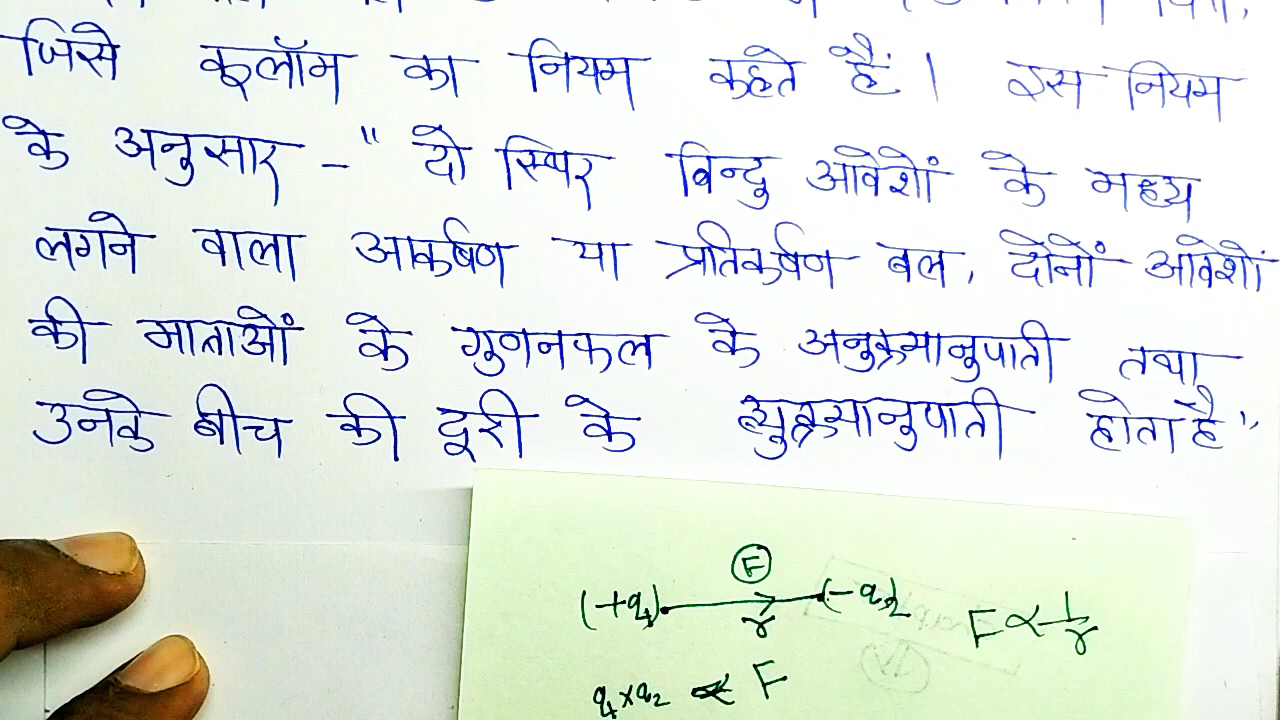 जिसे कूलॉम का नियम कहते हैं। इस नियम
के अनुसार - " दो स्थिर बिन्दु आवेशों के मध्य
लगने वाला आकर्षण या प्रतिकर्षण बल, दोनों आवेशों
की मात्राओं के गुणनफल के अनुक्रमानुपाती तथा
उनके बीच की दूरी के व्युत्क्रमानुपाती होता है"
F
(+q₁) r (-q₂) F ∝ 1/r
q₁ × q₂ ∝ F